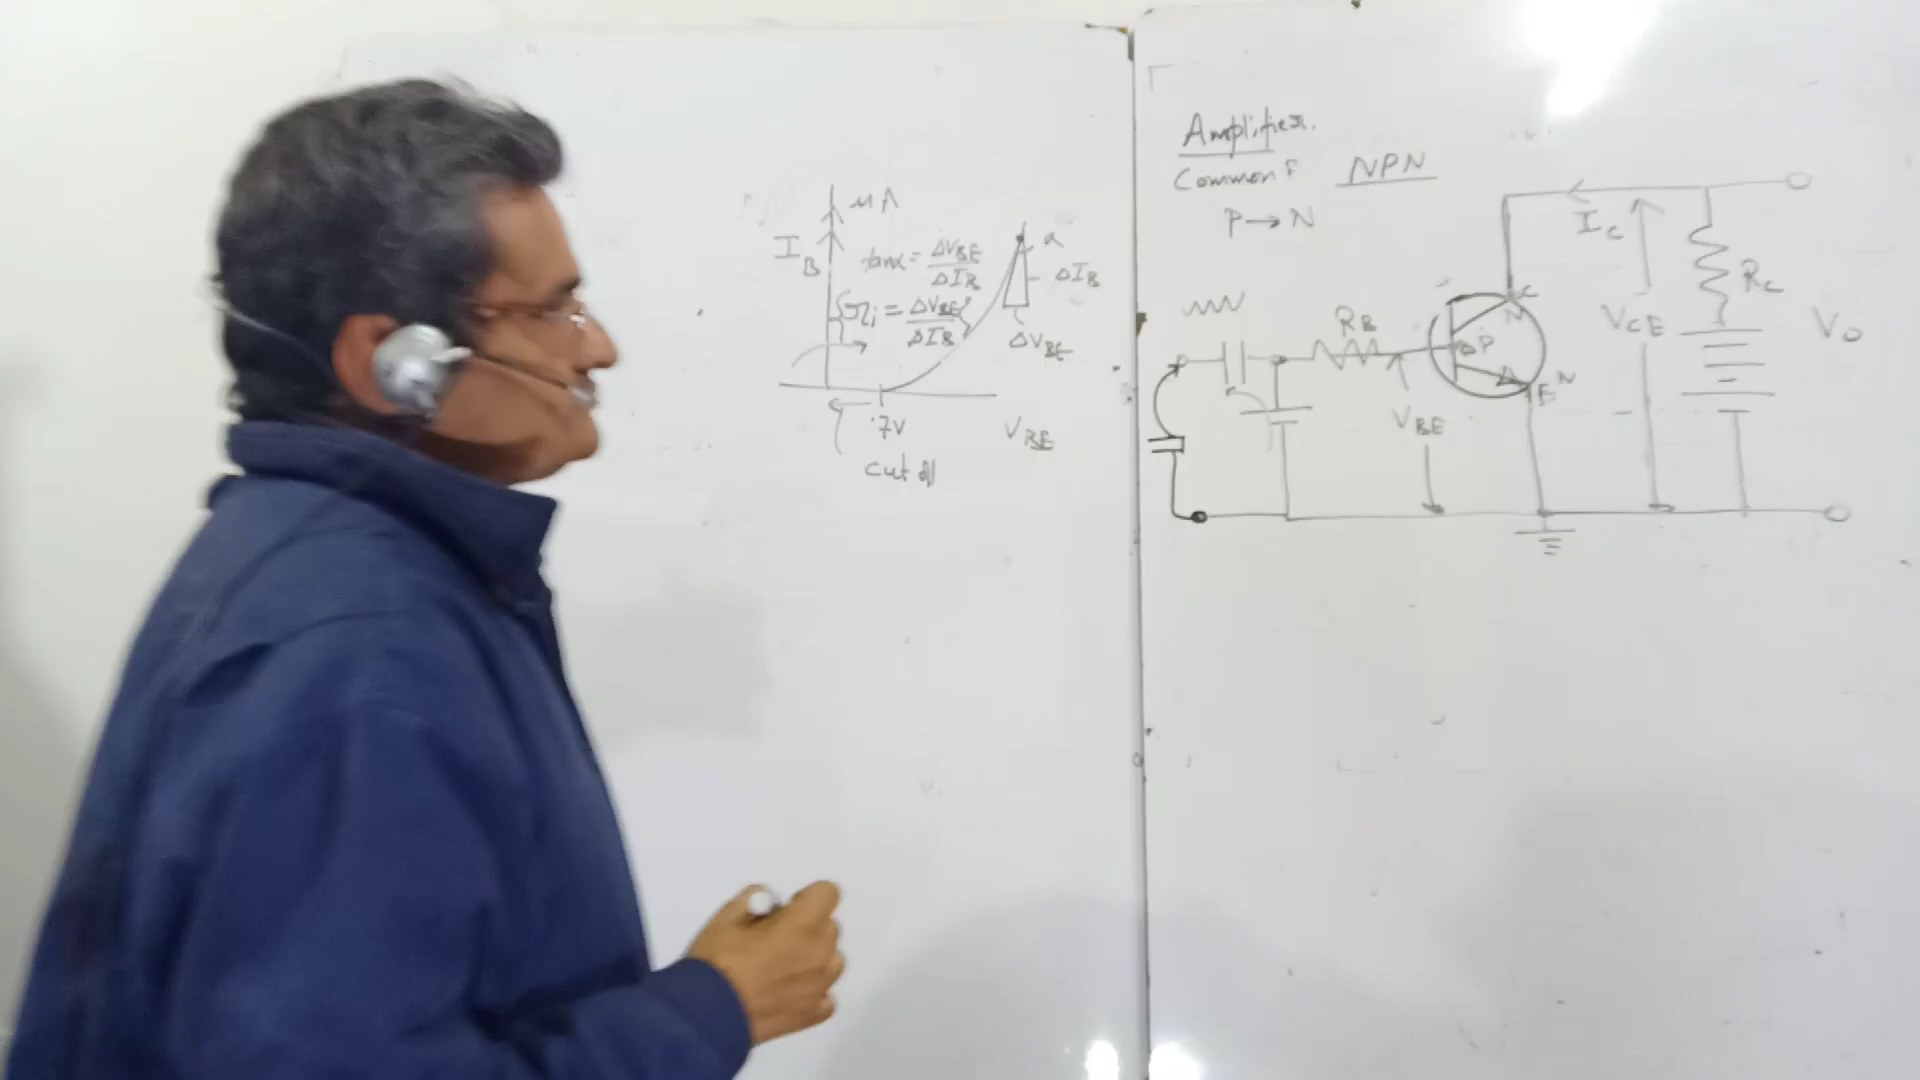 μA
I_B
tanα = ΔV_BE / ΔI_B
r_i = ΔV_BE / ΔI_B
a
ΔI_B
ΔV_BE
.7V
V_BE
cut off
Amplifier.
Common E
NPN
P → N
I_C
R_C
V_CE
V_O
R_B
V_BE
C
N
P
E
N